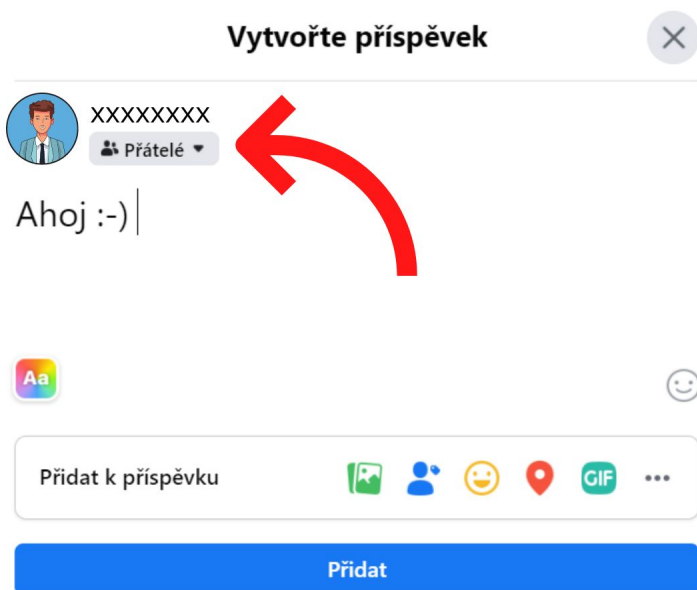 Vytvořte příspěvek
XXXXXXXX
Přátelé
Ahoj :-)
Aa
Přidat k příspěvku
GIF
Přidat